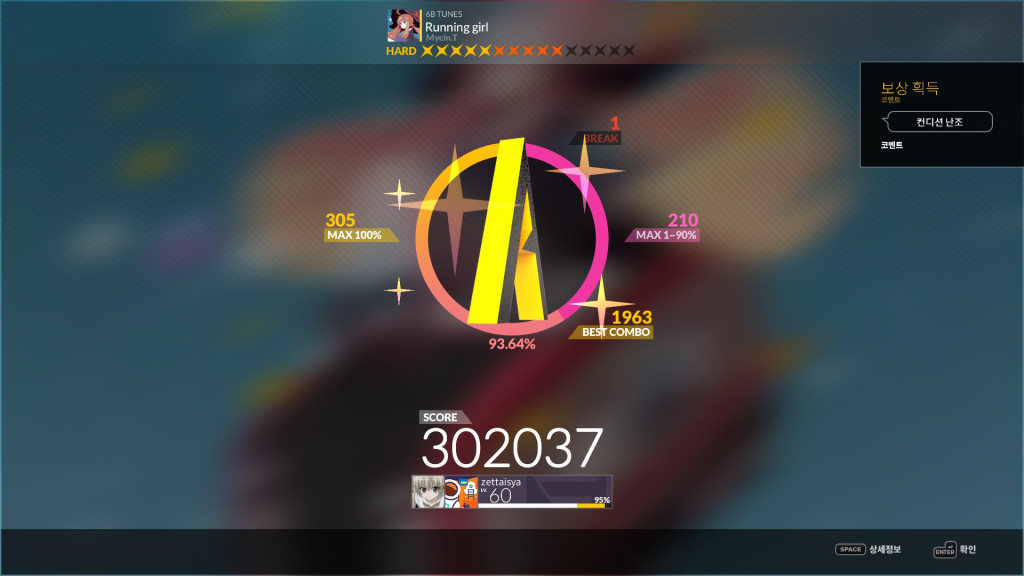 6B TUNES
Running girl
Mycin.T
HARD
보상 획득
코멘트
컨디션 난조
코멘트
1
BREAK
305
MAX 100%
210
MAX 1~90%
A
1963
BEST COMBO
93.64%
SCORE
302037
zettaisya
LV. 60
95%
SPACE 상세정보
ENTER 확인